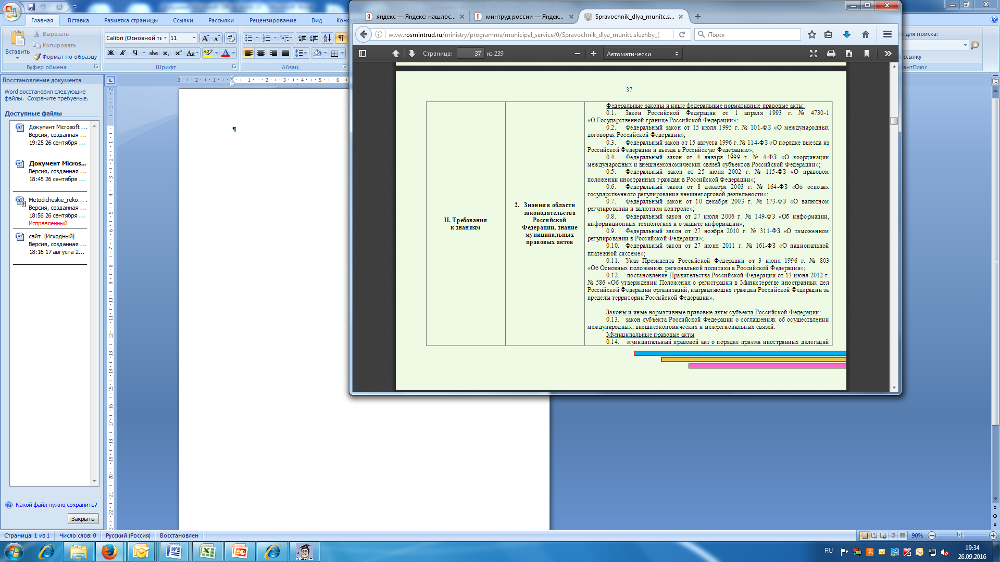 Главная
Вставка
Разметка страницы
Ссылки
Рассылки
Рецензирование
Вид
Вставить
Вырезать
Копировать
Формат по образцу
Буфер обмена
Calibri (Основной те
11
Ж К Ч abc x₂ x² Aa
Шрифт
Абзац
т для поиска:
ссылку
Восстановление документа
Word восстановил следующие
файлы. Сохраните требуемые.
Доступные файлы
Документ Microsoft ...
Версия, созданная ...
19:25 26 сентября ...
Документ Micros...
Версия, созданная ...
18:45 26 сентября ...
Metodicheskie_reko... .
Версия, созданная ...
18:56 26 сентября ...
Исправленный
сайт [Исходный]
Версия, созданная ...
18:16 17 августа 2...
Какой файл нужно сохранить?
Закрыть
¶
яндекс — Яндекс: нашлос...
минтруд россии — Яндек...
Spravochnik_dlya_munitc.s...
www.rosmintrud.ru/ministry/programms/municipal_service/0/Spravochnik_dlya_munitc.sluzhby_(
Поиск
Страница:
37
из 239
Автоматически
37
II. Требования
к знаниям
2. Знания в области
законодательства
Российской
Федерации, знание
муниципальных
правовых актов
Федеральные законы и иные федеральные нормативные правовые акты:
0.1. Закон Российской Федерации от 1 апреля 1993 г. № 4730-1
«О Государственной границе Российской Федерации»;
0.2. Федеральный закон от 15 июля 1995 г. № 101-ФЗ «О международных
договорах Российской Федерации»;
0.3. Федеральный закон от 15 августа 1996 г. № 114-ФЗ «О порядке выезда из
Российской Федерации и въезда в Российскую Федерацию»;
0.4. Федеральный закон от 4 января 1999 г. № 4-ФЗ «О координации
международных и внешнеэкономических связей субъектов Российской Федерации»;
0.5. Федеральный закон от 25 июля 2002 г. № 115-ФЗ «О правовом
положении иностранных граждан в Российской Федерации»;
0.6. Федеральный закон от 8 декабря 2003 г. № 164-ФЗ «Об основах
государственного регулирования внешнеторговой деятельности»;
0.7. Федеральный закон от 10 декабря 2003 г. № 173-ФЗ «О валютном
регулировании и валютном контроле»;
0.8. Федеральный закон от 27 июля 2006 г. № 149-ФЗ «Об информации,
информационных технологиях и о защите информации»;
0.9. Федеральный закон от 27 ноября 2010 г. № 311-ФЗ «О таможенном
регулировании в Российской Федерации»;
0.10. Федеральный закон от 27 июня 2011 г. № 161-ФЗ «О национальной
платежной системе»;
0.11. Указ Президента Российской Федерации от 3 июня 1996 г. № 803
«Об Основных положениях региональной политики в Российской Федерации»;
0.12. постановление Правительства Российской Федерации от 13 июня 2012 г.
№ 586 «Об утверждении Положения о регистрации в Министерстве иностранных дел
Российской Федерации организаций, направляющих граждан Российской Федерации за
пределы территории Российской Федерации».
Законы и иные нормативные правовые акты субъекта Российской Федерации:
0.13. закон субъекта Российской Федерации о соглашениях об осуществлении
международных, внешнеэкономических и межрегиональных связей.
Муниципальные правовые акты
0.14. муниципальный правовой акт о порядке приема иностранных делегаций
Страница: 1 из 1
Число слов: 0
Русский (Россия)
Восстановлен
90%
RU
19:34
26.09.2016